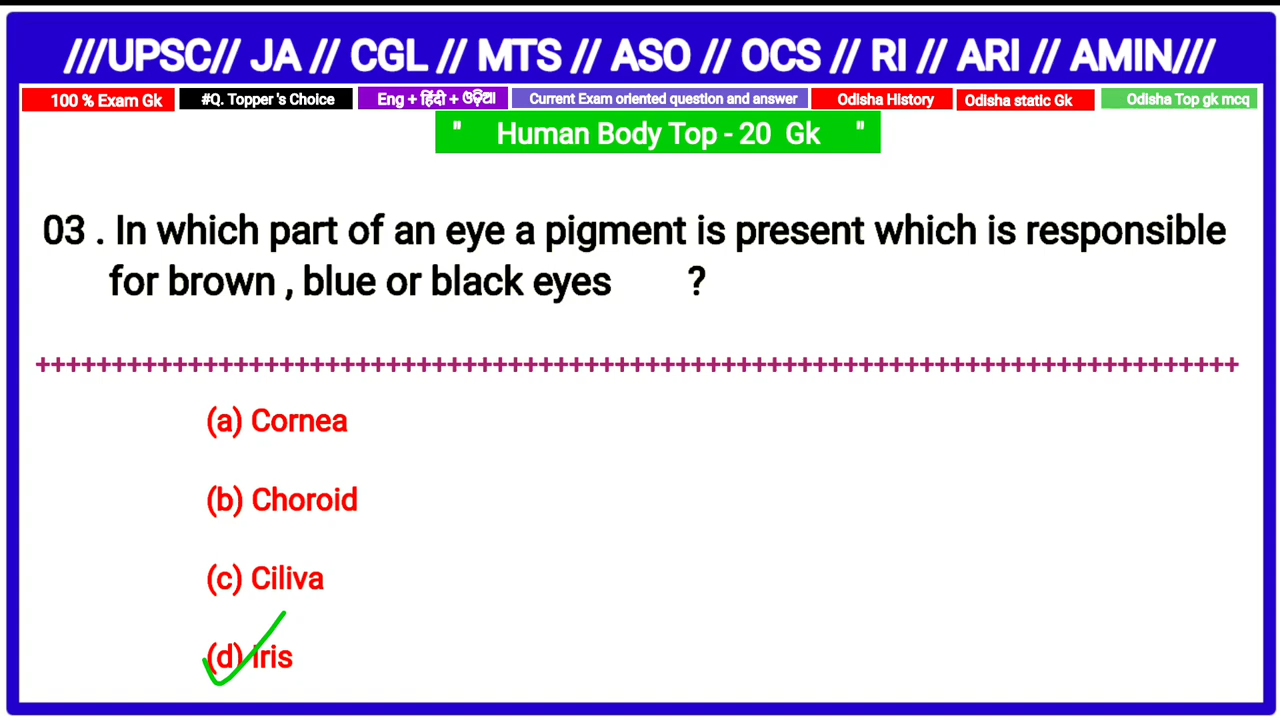 ///UPSC// JA // CGL // MTS // ASO // OCS // RI // ARI // AMIN///
100 % Exam Gk #Q. Topper 's Choice Eng + हिंदी + ଓଡ଼ିଆ Current Exam oriented question and answer Odisha History Odisha static Gk Odisha Top gk mcq
" Human Body Top - 20 Gk "
03 . In which part of an eye a pigment is present which is responsible
for brown , blue or black eyes ?
++++++++++++++++++++++++++++++++++++++++++++++++++++++++++++++++++++++++++++++++
(a) Cornea
(b) Choroid
(c) Ciliva
(d) Iris